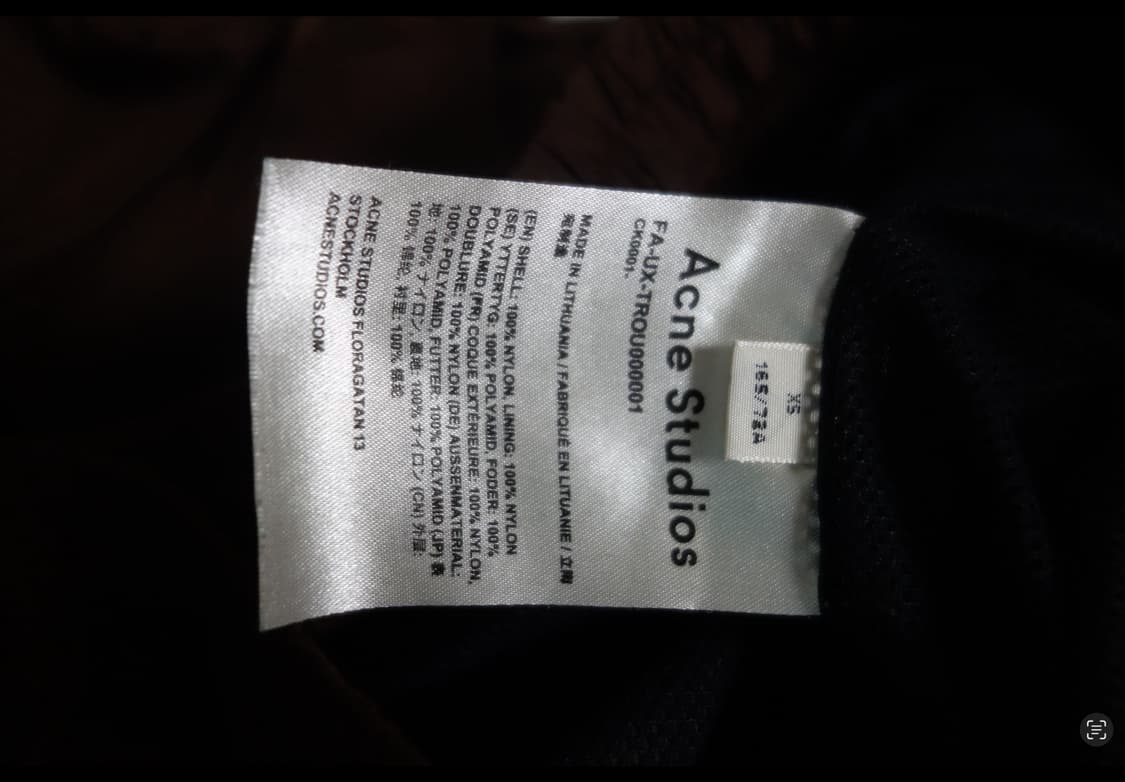 XS
165/72A
Acne Studios
FA-UX-TROU000001
CK0001.
MADE IN LITHUANIA / FABRIQUÉ EN LITUANIE / 立陶
宛制造
(EN) SHELL: 100% NYLON, LINING: 100% NYLON
(SE) YTTERTYG: 100% POLYAMID, FODER: 100%
POLYAMID (FR) COQUE EXTÉRIEURE: 100% NYLON,
DOUBLURE: 100% NYLON (DE) AUSSENMATERIAL:
100% POLYAMID, FUTTER: 100% POLYAMID (JP) 表
地: 100% ナイロン, 裏地: 100% ナイロン (CN) 外层:
100% 锦纶, 衬里: 100% 锦纶
ACNE STUDIOS FLORAGATAN 13
STOCKHOLM
ACNESTUDIOS.COM